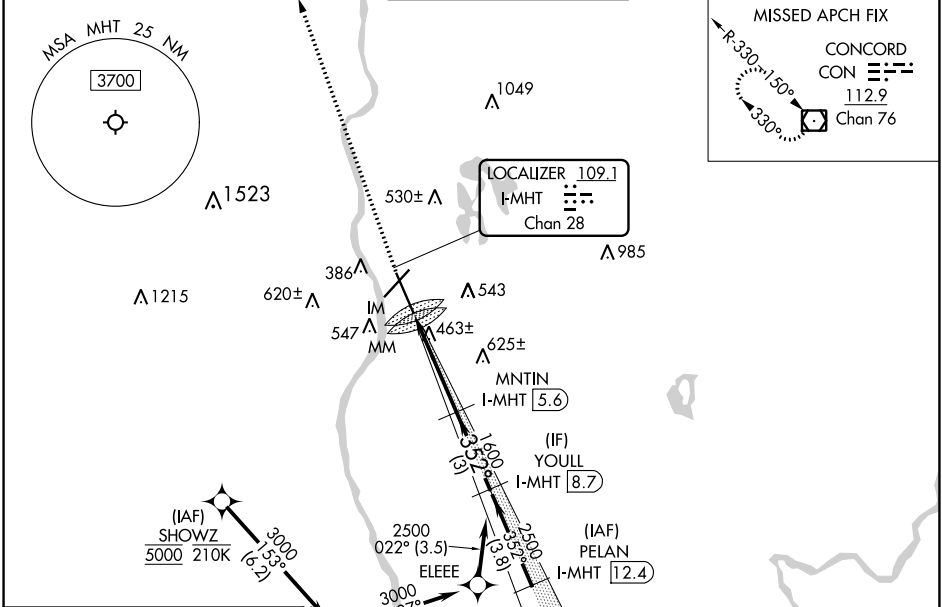 MSA MHT 25 NM
3700
1523
1215
1049
530±
LOCALIZER 109.1
I-MHT
Chan 28
985
386
620±
543
IM
547
463±
MM
625±
MISSED APCH FIX
R-330
150°
330°
CONCORD
CON
112.9
Chan 76
MNTIN
I-MHT 5.6
1600
352°
(3)
(IF)
YOULL
I-MHT 8.7
2500
352°
(3.8)
(IAF)
PELAN
I-MHT 12.4
(IAF)
SHOWZ
5000 210K
3000
153°
(6.2)
2500
022° (3.5)
ELEEE
3000